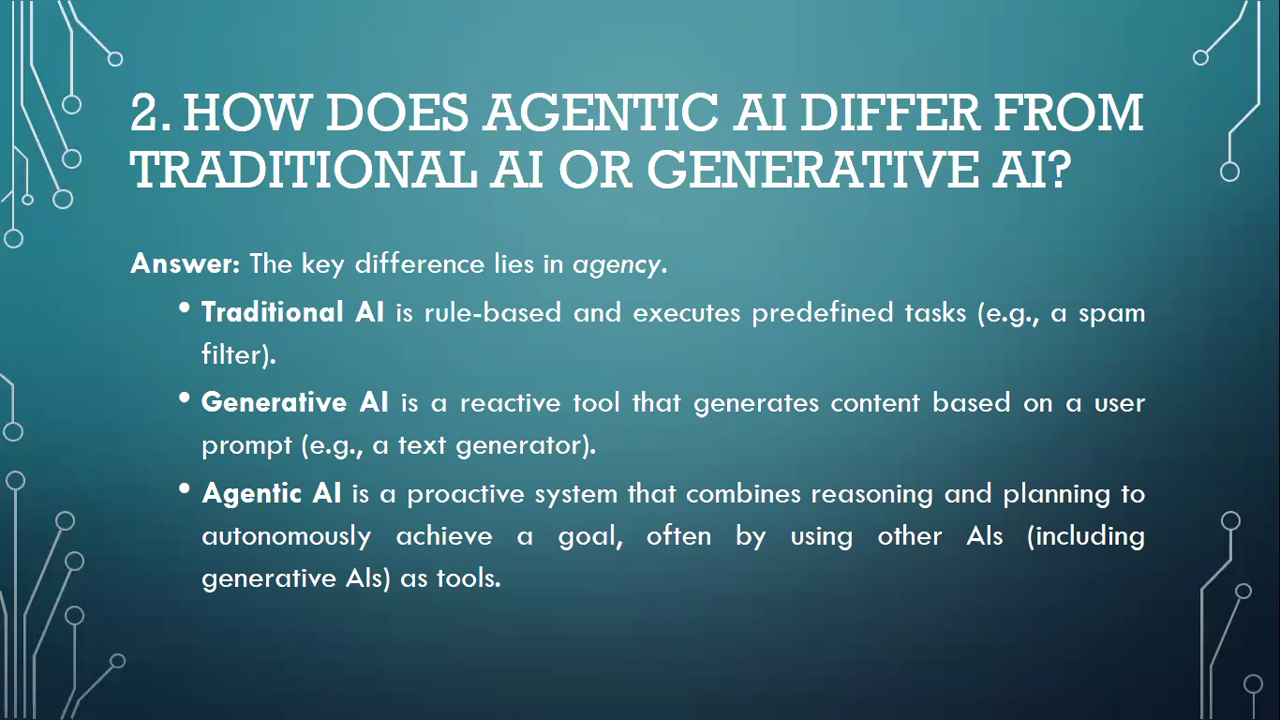 2. HOW DOES AGENTIC AI DIFFER FROM
TRADITIONAL AI OR GENERATIVE AI?
Answer: The key difference lies in agency.
• Traditional AI is rule-based and executes predefined tasks (e.g., a spam
filter).
• Generative AI is a reactive tool that generates content based on a user
prompt (e.g., a text generator).
• Agentic AI is a proactive system that combines reasoning and planning to
autonomously achieve a goal, often by using other AIs (including
generative AIs) as tools.